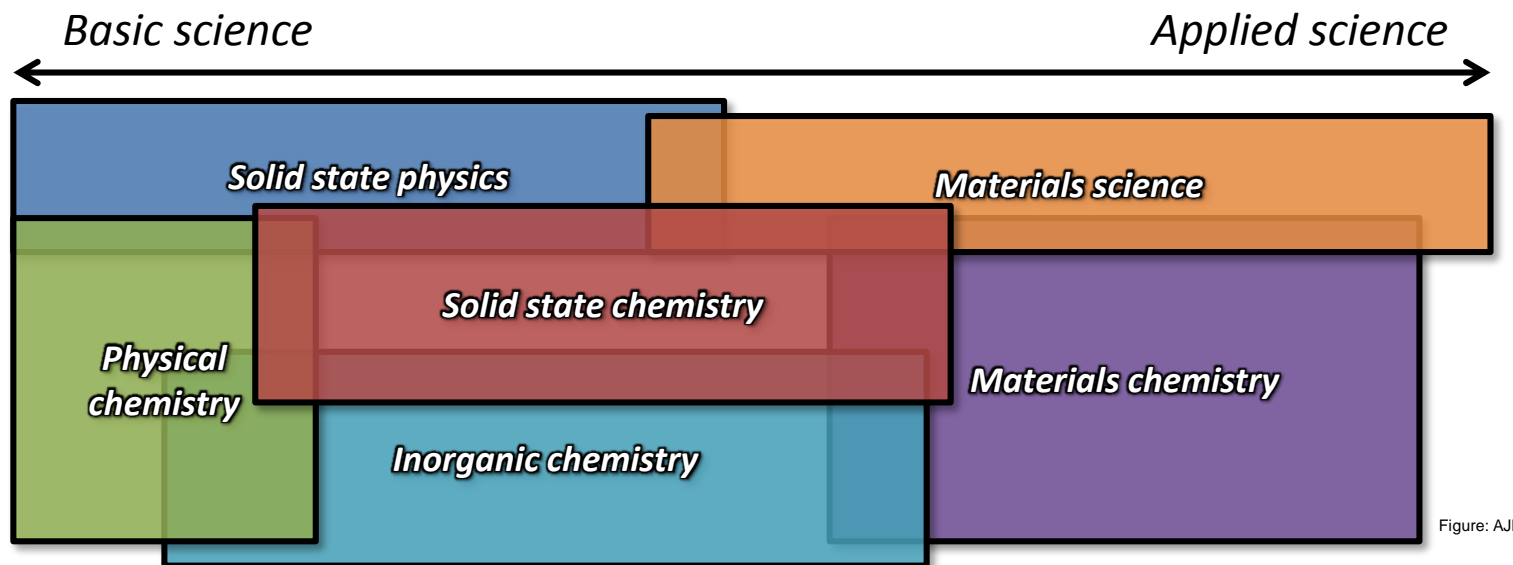 Basic science
Applied science
Solid state physics
Materials science
Solid state chemistry
Physical
chemistry
Materials chemistry
Inorganic chemistry
Figure: